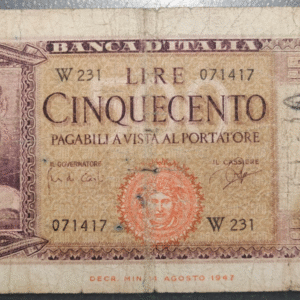 BANCA D'ITALIA
W 231 LIRE 071417
CINQUECENTO
PAGABILI A VISTA AL PORTATORE
IL GOVERNATORE IL CASSIERE
071417 W 231
DECR. MIN. 14 AGOSTO 1947